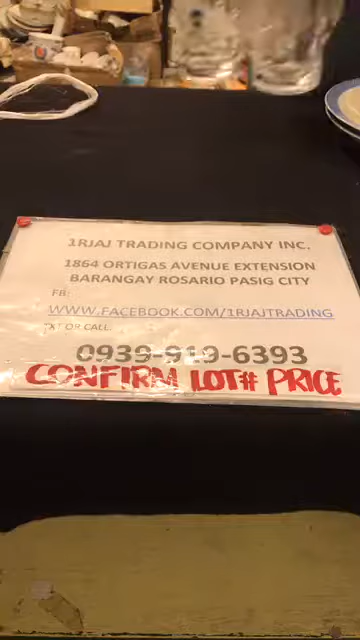 1RJAJ TRADING COMPANY INC.
1864 ORTIGAS AVENUE EXTENSION
BARANGAY ROSARIO PASIG CITY
FB:
WWW.FACEBOOK.COM/1RJAJTRADING
OR CALL:
0939-919-6393
CONFIRM LOT# PRICE